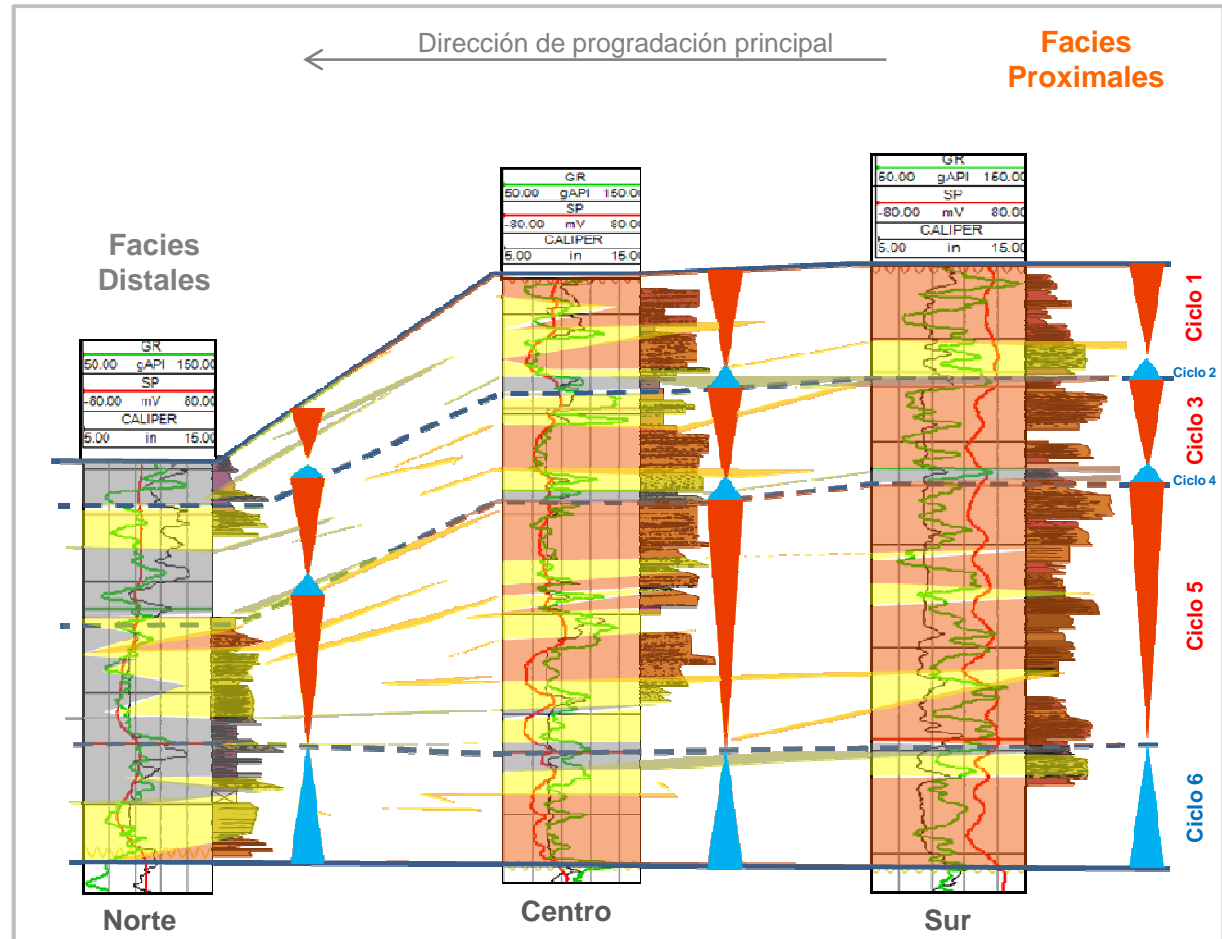 Dirección de progradación principal
Facies
Proximales
Facies
Distales
GR
50.00 gAPI 150.00
SP
-80.00 mV 80.00
CALIPER
5.00 in 15.00
GR
50.00 gAPI 150.0
SP
-80.00 mV 80.0
CALIPER
5.00 in 15.0
GR
50.00 gAPI 150.00
SP
-80.00 mV 80.00
CALIPER
5.00 in 15.00
Ciclo 1
Ciclo 2
Ciclo 3
Ciclo 4
Ciclo 5
Ciclo 6
Norte
Centro
Sur